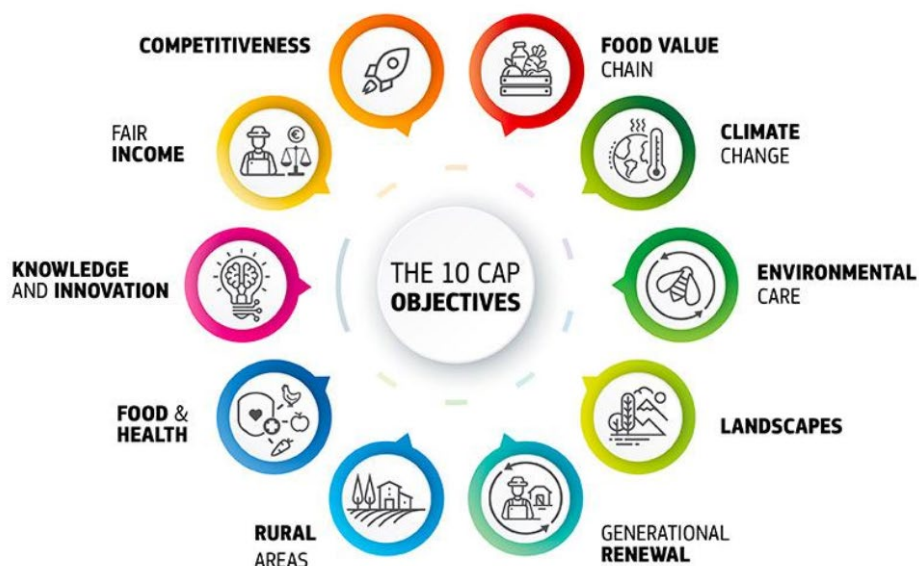 COMPETITIVENESS
FOOD VALUE
CHAIN
FAIR
INCOME
CLIMATE
CHANGE
KNOWLEDGE
AND INNOVATION
THE 10 CAP
OBJECTIVES
ENVIRONMENTAL
CARE
FOOD &
HEALTH
LANDSCAPES
RURAL
AREAS
GENERATIONAL
RENEWAL
€